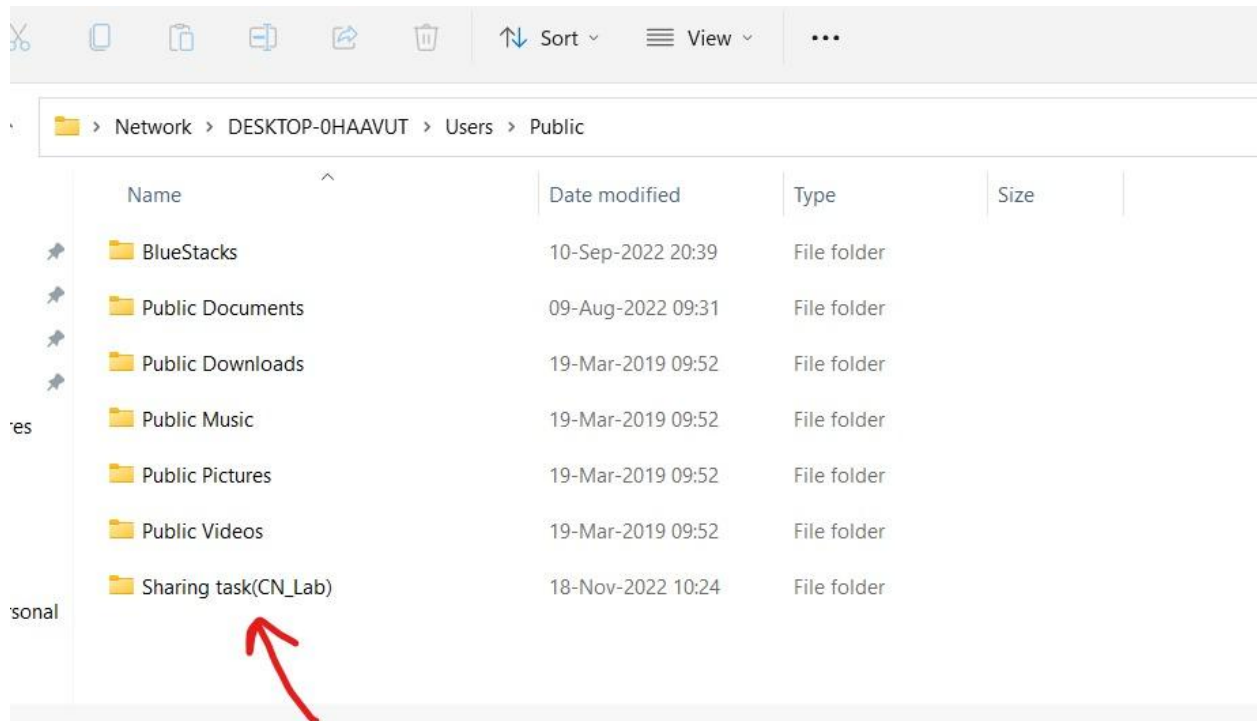 Sort View
Network > DESKTOP-0HAAVUT > Users > Public
Name Date modified Type Size
BlueStacks 10-Sep-2022 20:39 File folder
Public Documents 09-Aug-2022 09:31 File folder
Public Downloads 19-Mar-2019 09:52 File folder
res Public Music 19-Mar-2019 09:52 File folder
Public Pictures 19-Mar-2019 09:52 File folder
Public Videos 19-Mar-2019 09:52 File folder
Sharing task(CN_Lab) 18-Nov-2022 10:24 File folder
rsonal